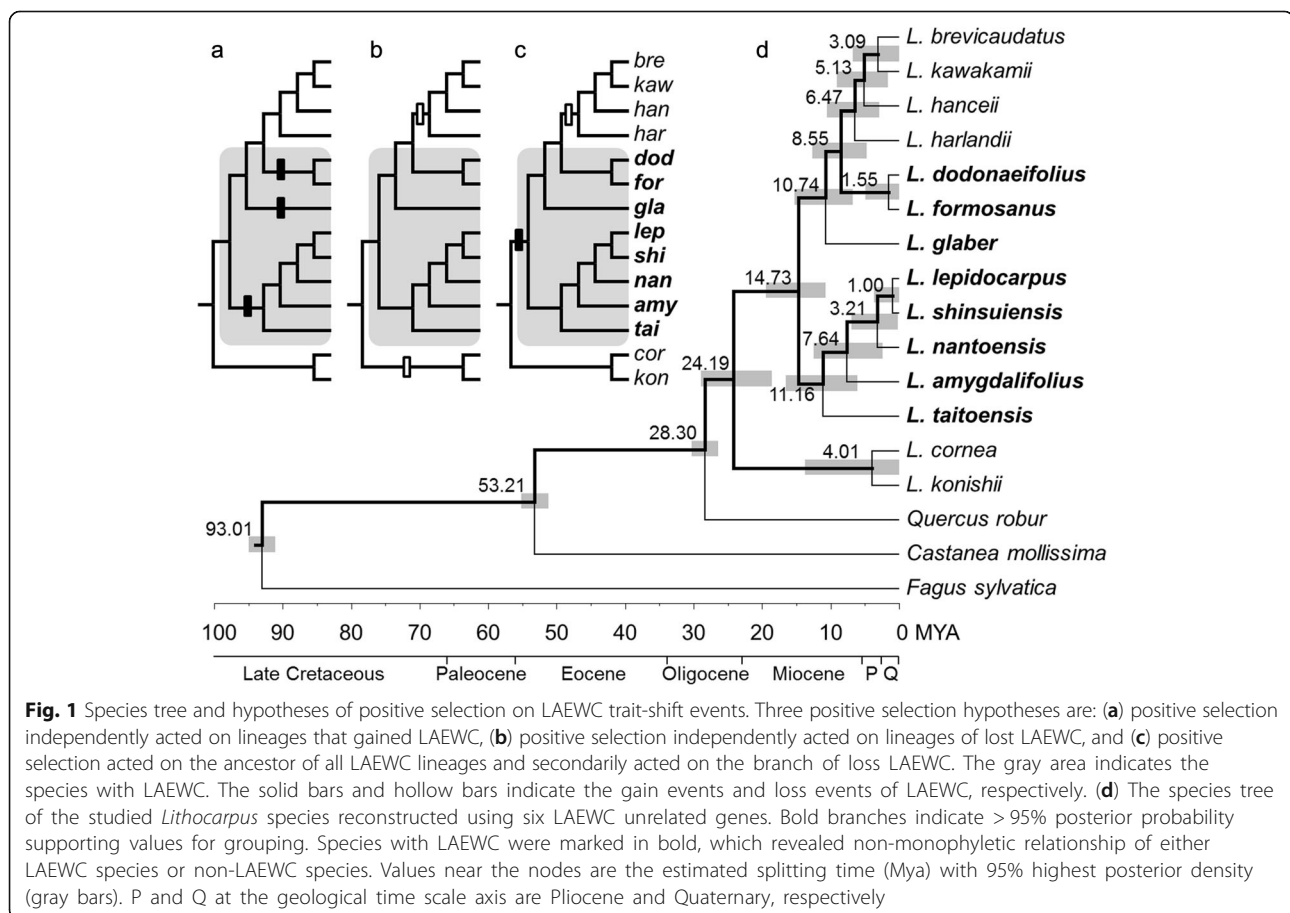 a b c d
bre
kaw
han
har
dod
for
gla
lep
shi
nan
amy
tai
cor
kon
3.09
5.13
6.47
8.55
10.74
1.55
14.73
1.00
3.21
7.64
11.16
24.19
4.01
28.30
53.21
93.01
L. brevicaudatus
L. kawakamii
L. hanceii
L. harlandii
L. dodonaeifolius
L. formosanus
L. glaber
L. lepidocarpus
L. shinsuiensis
L. nantoensis
L. amygdalifolius
L. taitoensis
L. cornea
L. konishii
Quercus robur
Castanea mollissima
Fagus sylvatica
100 90 80 70 60 50 40 30 20 10 0 MYA
Late Cretaceous Paleocene Eocene Oligocene Miocene P Q
Fig. 1 Species tree and hypotheses of positive selection on LAEWC trait-shift events. Three positive selection hypotheses are: (a) positive selection
independently acted on lineages that gained LAEWC, (b) positive selection independently acted on lineages of lost LAEWC, and (c) positive
selection acted on the ancestor of all LAEWC lineages and secondarily acted on the branch of loss LAEWC. The gray area indicates the
species with LAEWC. The solid bars and hollow bars indicate the gain events and loss events of LAEWC, respectively. (d) The species tree
of the studied Lithocarpus species reconstructed using six LAEWC unrelated genes. Bold branches indicate > 95% posterior probability
supporting values for grouping. Species with LAEWC were marked in bold, which revealed non-monophyletic relationship of either
LAEWC species or non-LAEWC species. Values near the nodes are the estimated splitting time (Mya) with 95% highest posterior density
(gray bars). P and Q at the geological time scale axis are Pliocene and Quaternary, respectively